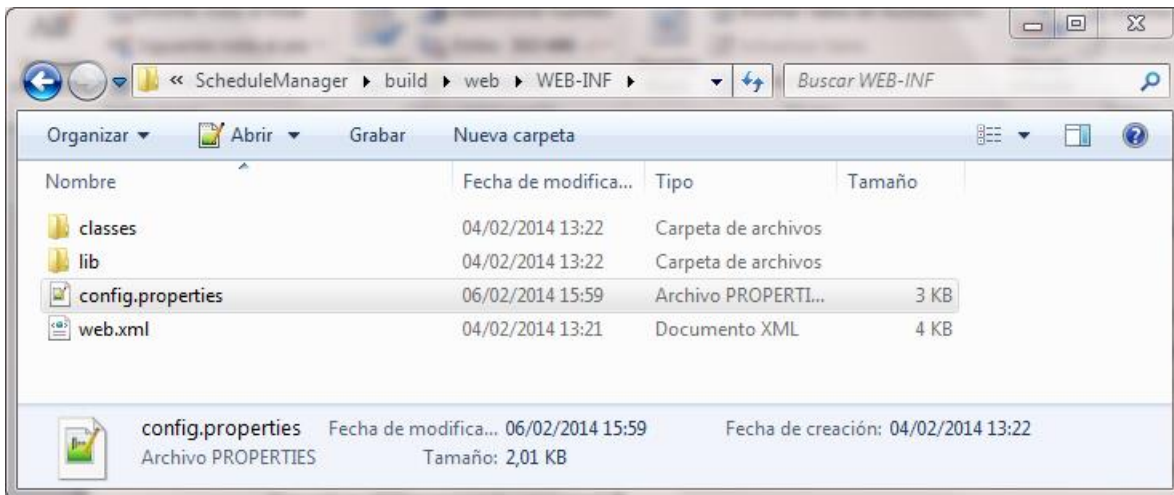 « ScheduleManager ▸ build ▸ web ▸ WEB-INF ▸ Buscar WEB-INF
Organizar Abrir Grabar Nueva carpeta
Nombre Fecha de modifica... Tipo Tamaño
classes 04/02/2014 13:22 Carpeta de archivos
lib 04/02/2014 13:22 Carpeta de archivos
config.properties 06/02/2014 15:59 Archivo PROPERTI... 3 KB
web.xml 04/02/2014 13:21 Documento XML 4 KB
config.properties Fecha de modifica... 06/02/2014 15:59 Fecha de creación: 04/02/2014 13:22
Archivo PROPERTIES Tamaño: 2,01 KB